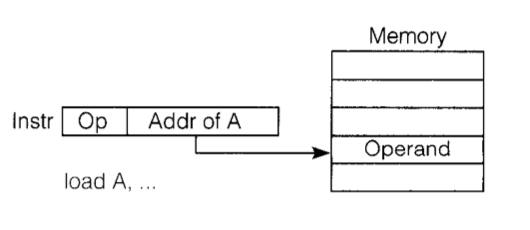 Memory
Instr Op Addr of A
Operand
load A, ...